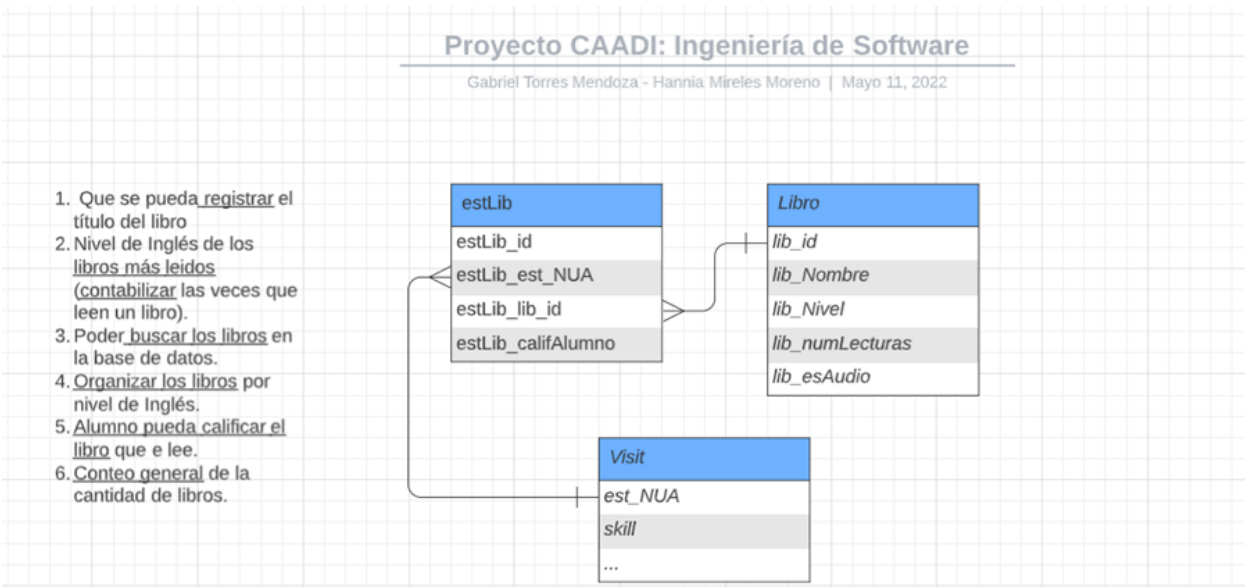 Proyecto CAADI: Ingeniería de Software
Gabriel Torres Mendoza - Hannia Mireles Moreno | Mayo 11, 2022
1. Que se pueda registrar el
título del libro
2. Nivel de Inglés de los
libros más leidos
(contabilizar las veces que
leen un libro).
3. Poder buscar los libros en
la base de datos.
4. Organizar los libros por
nivel de Inglés.
5. Alumno pueda calificar el
libro que e lee.
6. Conteo general de la
cantidad de libros.
estLib
estLib_id
estLib_est_NUA
estLib_lib_id
estLib_califAlumno
Libro
lib_id
lib_Nombre
lib_Nivel
lib_numLecturas
lib_esAudio
Visit
est_NUA
skill
...